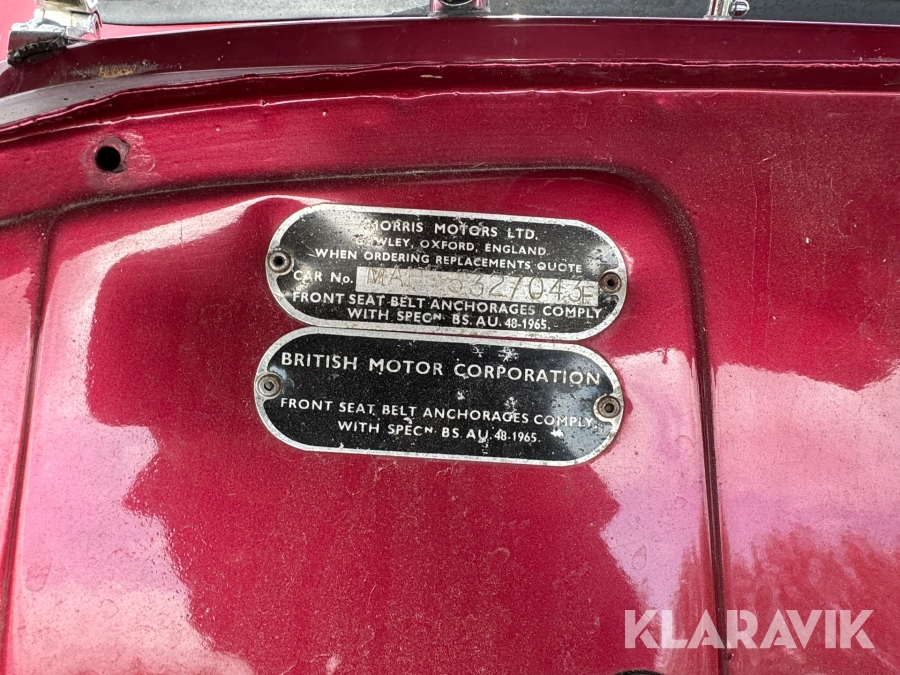 MORRIS MOTORS LTD.
WLEY, OXFORD, ENGLAND
WHEN ORDERING REPLACEMENTS QUOTE
CAR No.
FRONT SEAT BELT ANCHORAGES COMPLY
WITH SPECᴺ. BS. AU. 48-1965.
BRITISH MOTOR CORPORATION
FRONT SEAT BELT ANCHORAGES COMPLY
WITH SPECᴺ. BS. AU. 48-1965.
KLARAVIK